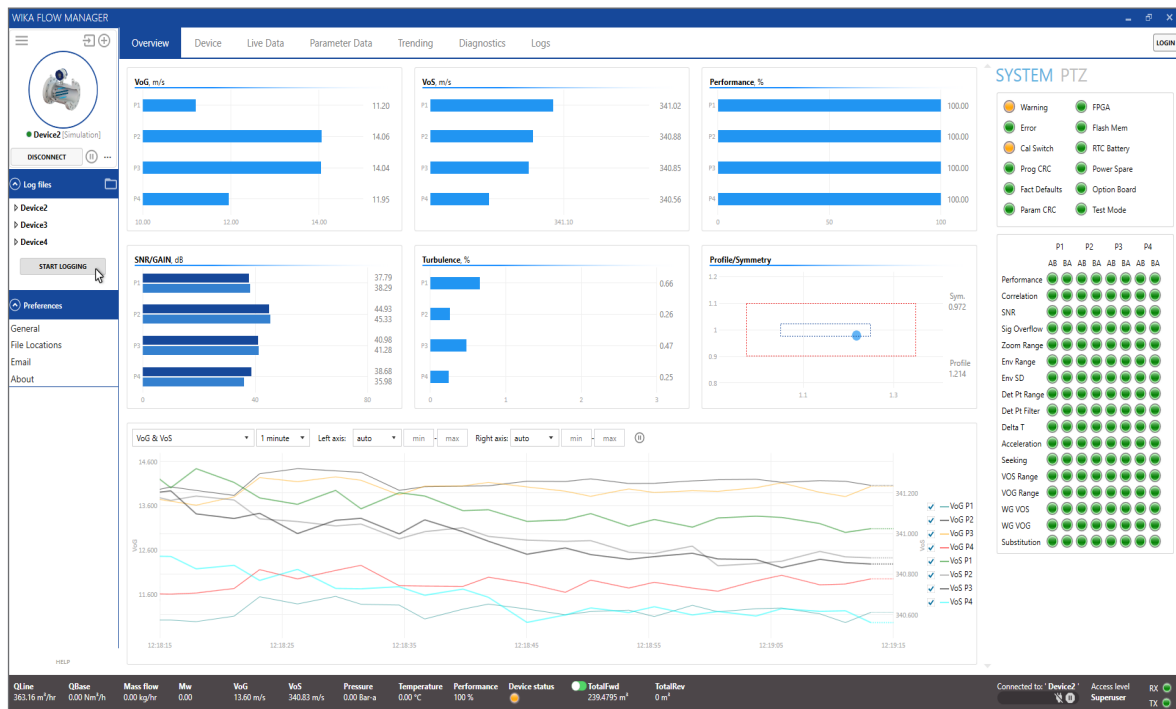 WIKA FLOW MANAGER
Overview Device Live Data Parameter Data Trending Diagnostics Logs
LOGIN
Device2 [Simulation]
DISCONNECT
Log files
Device2
Device3
Device4
START LOGGING
Preferences
General
File Locations
Email
About
HELP
VoG, m/s
P1 11.20
P2 14.06
P3 14.04
P4 11.95
10.00 12.00 14.00
VoS, m/s
P1 341.02
P2 340.88
P3 340.85
P4 340.56
341.10
Performance, %
P1 100.00
P2 100.00
P3 100.00
P4 100.00
0 50 100
SNR/GAIN, dB
P1 37.79
38.29
P2 44.93
45.33
P3 40.98
41.28
P4 38.68
35.98
0 40 80
Turbulence, %
P1 0.66
P2 0.26
P3 0.47
P4 0.25
0 1 2 3
Profile/Symmetry
1.2
1.1
1
0.9
0.8
1.1 1.3
Sym.
0.972
Profile
1.214
VoG & VoS 1 minute Left axis: auto min - max Right axis: auto min - max
14.600
13.600
12.600
11.600
VoG
341.200
341.000
340.800
340.600
VoS
12:18:15 12:18:25 12:18:35 12:18:45 12:18:55 12:19:05 12:19:15
VoG P1
VoG P2
VoG P3
VoG P4
VoS P1
VoS P2
VoS P3
VoS P4
SYSTEM PTZ
Warning FPGA
Error Flash Mem
Cal Switch RTC Battery
Prog CRC Power Spare
Fact Defaults Option Board
Param CRC Test Mode
P1 P2 P3 P4
AB BA AB BA AB BA AB BA
Performance
Correlation
SNR
Sig Overflow
Zoom Range
Env Range
Env SD
Det Pt Range
Det Pt Filter
Delta T
Acceleration
Seeking
VOS Range
VOG Range
WG VOS
WG VOG
Substitution
QLine QBase Mass flow Mw VoG VoS Pressure Temperature Performance Device status TotalFwd TotalRev
363.16 m³/hr 0.00 Nm³/h 0.00 kg/hr 0.00 13.60 m/s 340.83 m/s 0.00 Bar-a 0.00 °C 100 % 239.4795 m³ 0 m³
Connected to: ' Device2 ' Access level RX
Superuser TX